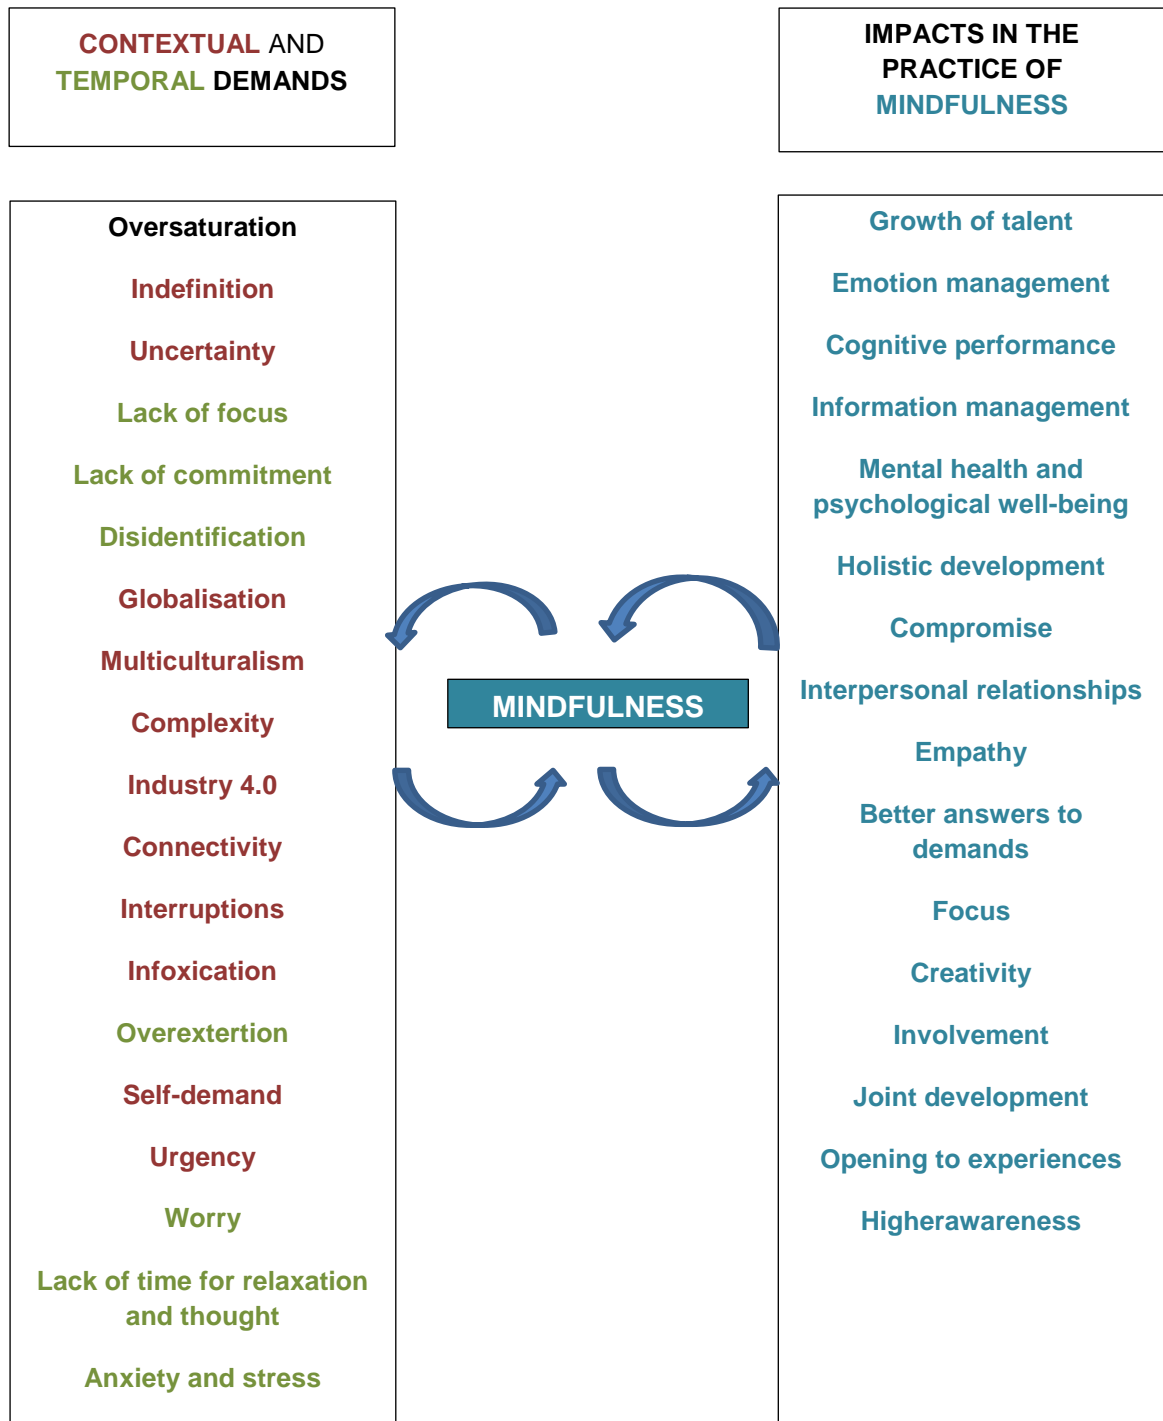 CONTEXTUAL AND
TEMPORAL DEMANDS
IMPACTS IN THE
PRACTICE OF
MINDFULNESS
Oversaturation
Indefinition
Uncertainty
Lack of focus
Lack of commitment
Disidentification
Globalisation
Multiculturalism
Complexity
Industry 4.0
Connectivity
Interruptions
Infoxication
Overextertion
Self-demand
Urgency
Worry
Lack of time for relaxation
and thought
Anxiety and stress
MINDFULNESS
Growth of talent
Emotion management
Cognitive performance
Information management
Mental health and
psychological well-being
Holistic development
Compromise
Interpersonal relationships
Empathy
Better answers to
demands
Focus
Creativity
Involvement
Joint development
Opening to experiences
Higherawareness